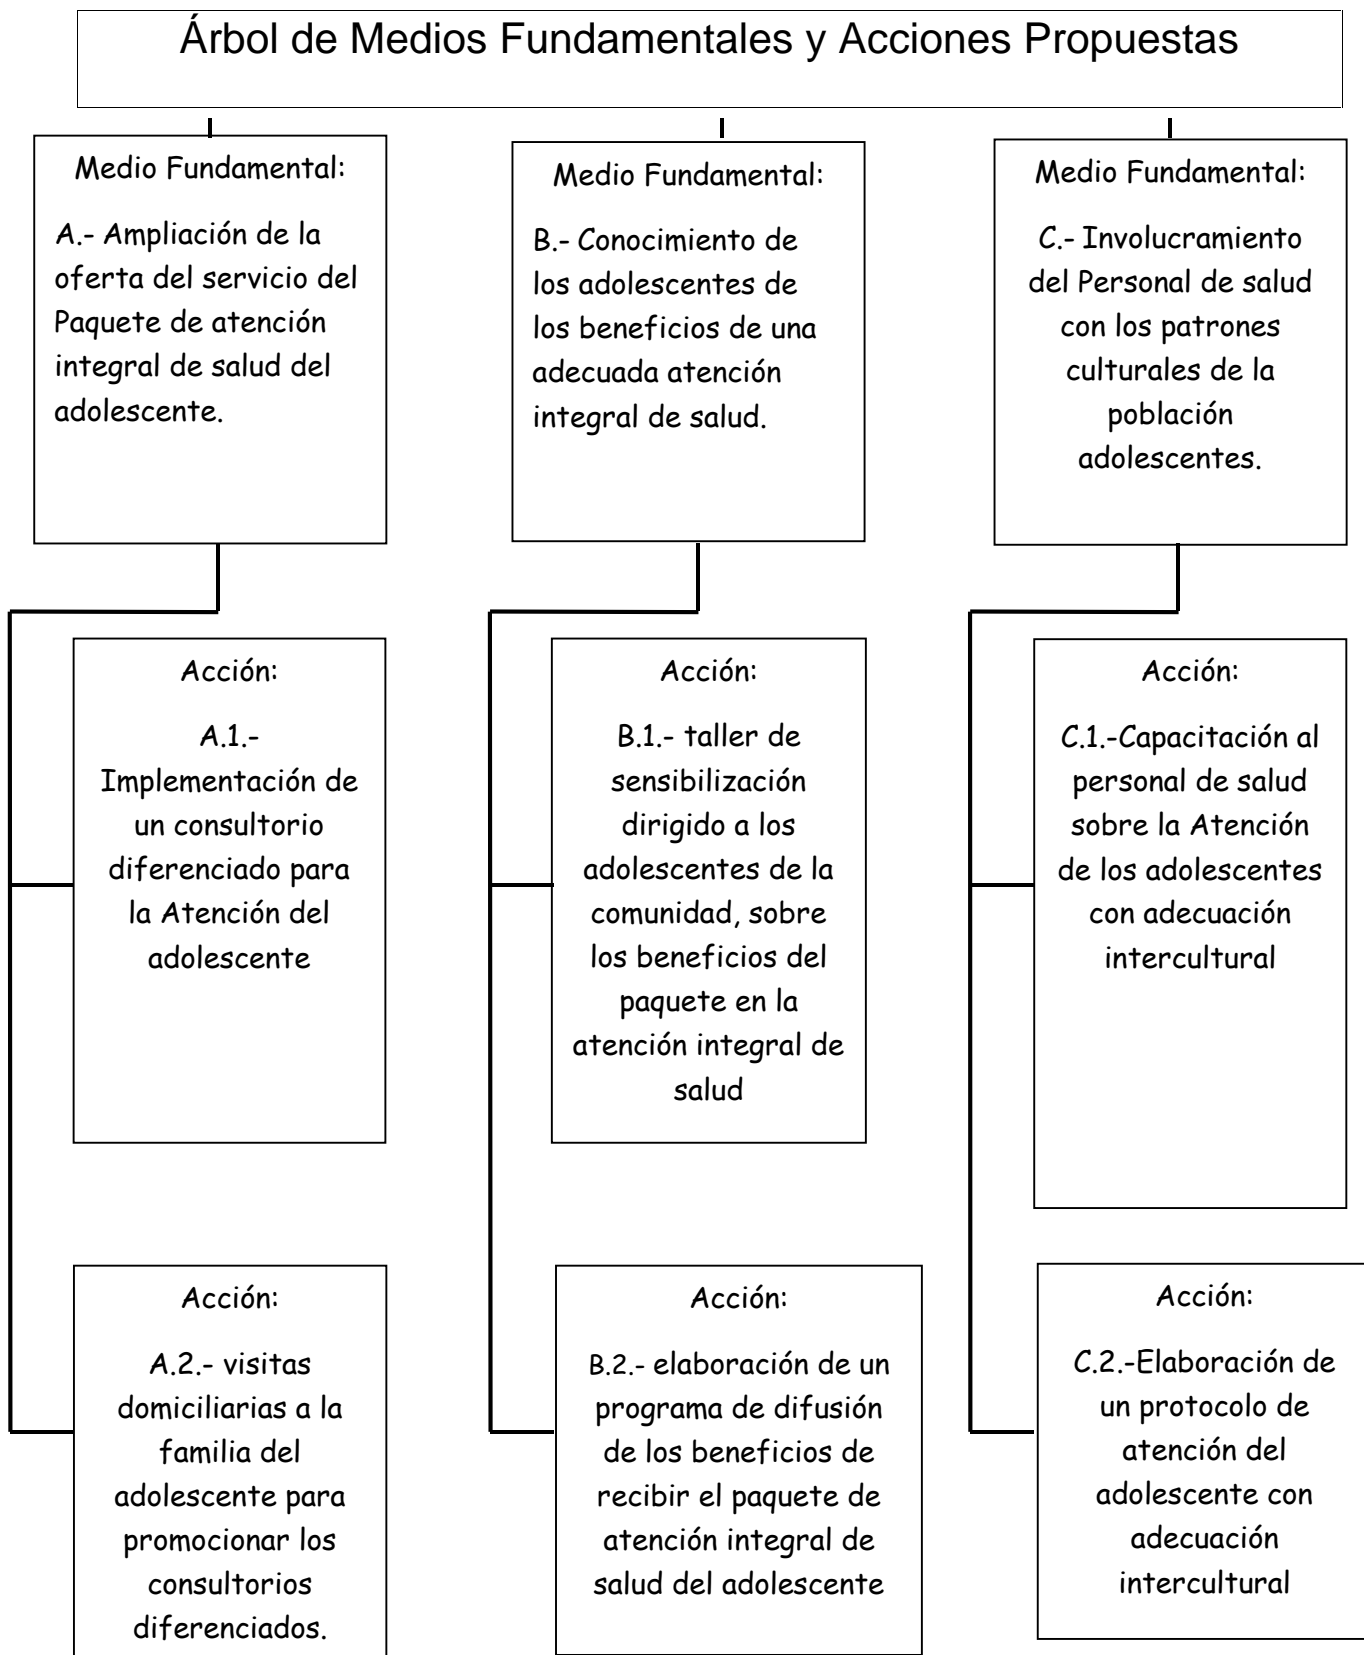 Árbol de Medios Fundamentales y Acciones Propuestas
Medio Fundamental:
A.- Ampliación de la
oferta del servicio del
Paquete de atención
integral de salud del
adolescente.
Medio Fundamental:
B.- Conocimiento de
los adolescentes de
los beneficios de una
adecuada atención
integral de salud.
Medio Fundamental:
C.- Involucramiento
del Personal de salud
con los patrones
culturales de la
población
adolescentes.
Acción:
A.1.-
Implementación de
un consultorio
diferenciado para
la Atención del
adolescente
Acción:
B.1.- taller de
sensibilización
dirigido a los
adolescentes de la
comunidad, sobre
los beneficios del
paquete en la
atención integral de
salud
Acción:
C.1.-Capacitación al
personal de salud
sobre la Atención
de los adolescentes
con adecuación
intercultural
Acción:
A.2.- visitas
domiciliarias a la
familia del
adolescente para
promocionar los
consultorios
diferenciados.
Acción:
B.2.- elaboración de un
programa de difusión
de los beneficios de
recibir el paquete de
atención integral de
salud del adolescente
Acción:
C.2.-Elaboración de
un protocolo de
atención del
adolescente con
adecuación
intercultural